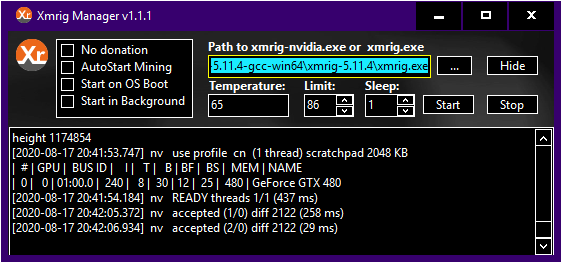 Xmrig Manager v1.1.1
Xr
No donation
AutoStart Mining
Start on OS Boot
Start in Background
Path to xmrig-nvidia.exe or xmrig.exe
-5.11.4-gcc-win64\xmrig-5.11.4\xmrig.exe
...
Hide
Temperature:
Limit:
Sleep:
65
86
1
Start
Stop
height 1174854
[2020-08-17 20:41:53.747] nv use profile cn (1 thread) scratchpad 2048 KB
| # | GPU | BUS ID | I | T | B | BF | BS | MEM | NAME
| 0 | 0 | 01:00.0 | 240 | 8 | 30 | 12 | 25 | 480 | GeForce GTX 480
[2020-08-17 20:41:54.184] nv READY threads 1/1 (437 ms)
[2020-08-17 20:42:05.372] nv accepted (1/0) diff 2122 (258 ms)
[2020-08-17 20:42:06.934] nv accepted (2/0) diff 2122 (29 ms)